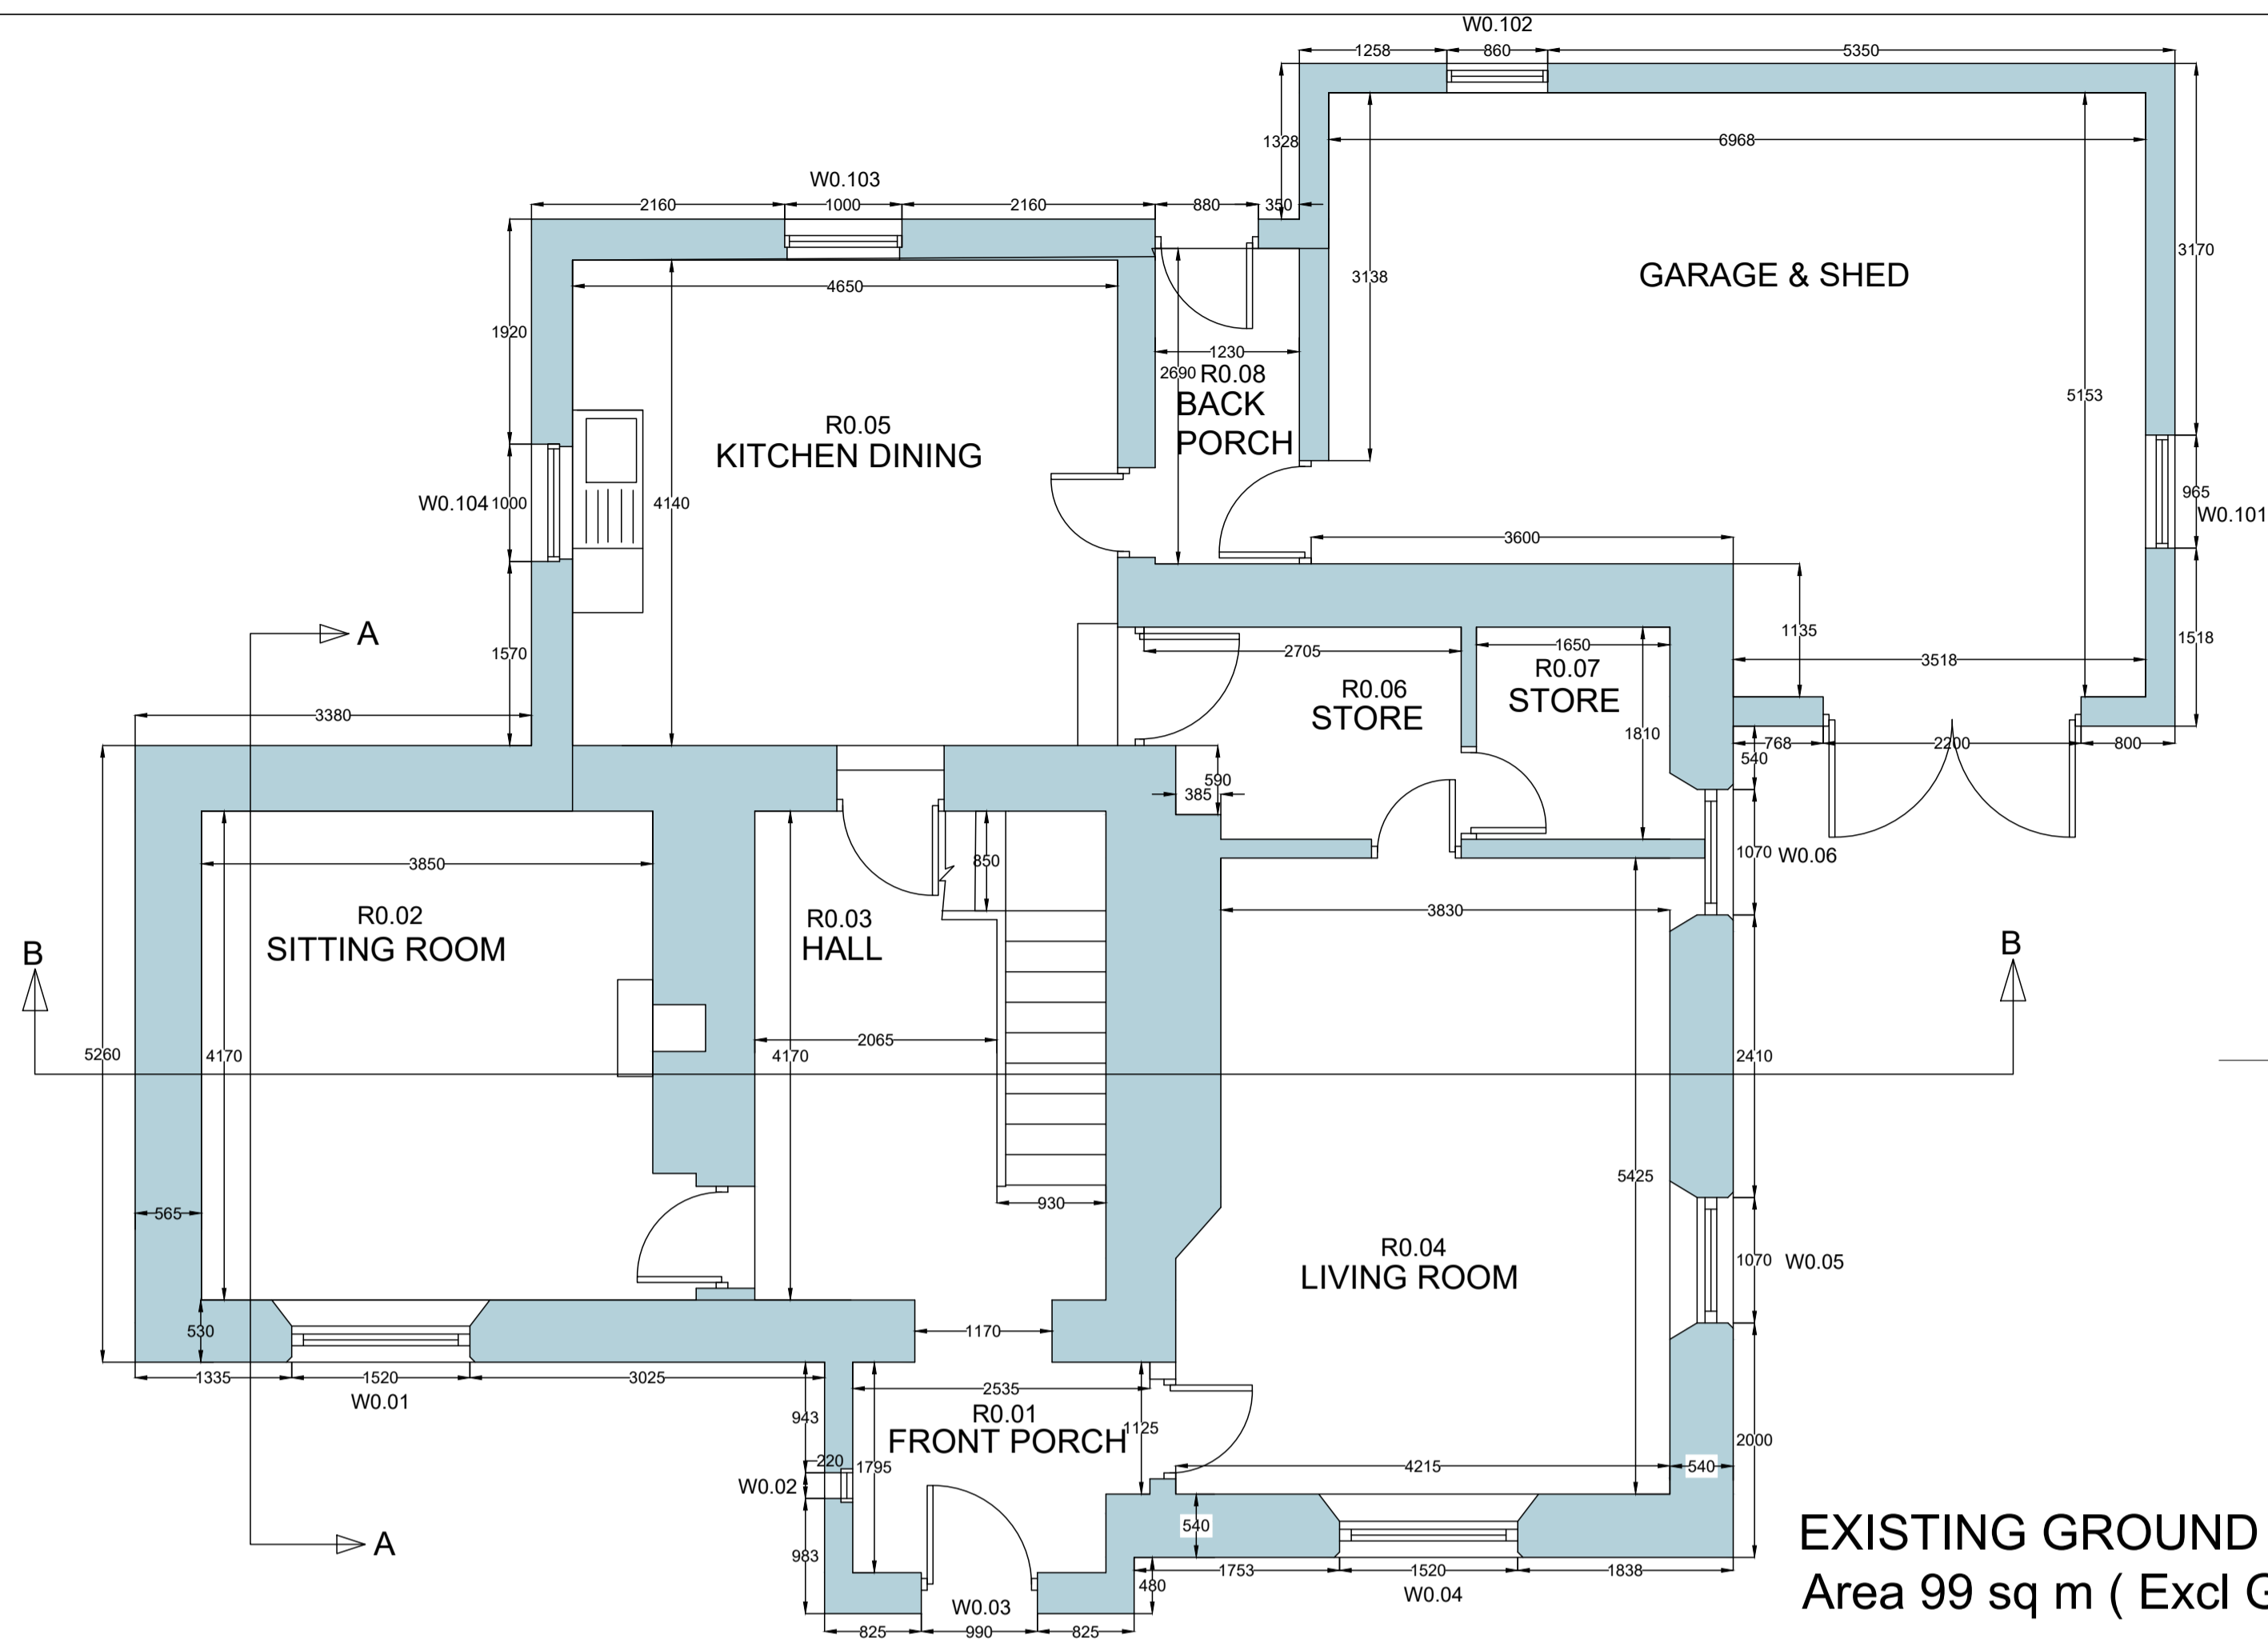 W0.102
1258 860 5350
1328
6968
W0.103
2160 1000 2160 880 350
3170
GARAGE & SHED
3138
4650
1920
1230
2690 R0.08
BACK
PORCH
5153
R0.05
KITCHEN DINING
W0.104 1000
4140
965
W0.101
3600
A
1570
2705
1650
1135
1518
3518
R0.06
STORE
R0.07
STORE
3380
1810
768 2200 800
540
590
385
850
1070 W0.06
3850
R0.02
SITTING ROOM
R0.03
HALL
3830
B
B
5260
4170
2065
4170
2410
5425
565
930
R0.04
LIVING ROOM
1070 W0.05
530
1170
1335 1520 3025
W0.01
2535
943
R0.01
FRONT PORCH
1125
2000
220
1795
4215 540
W0.02
A
983
540
EXISTING GROUND
480
1753 1520 1838
W0.04
Area 99 sq m ( Excl G
W0.03
825 990 825